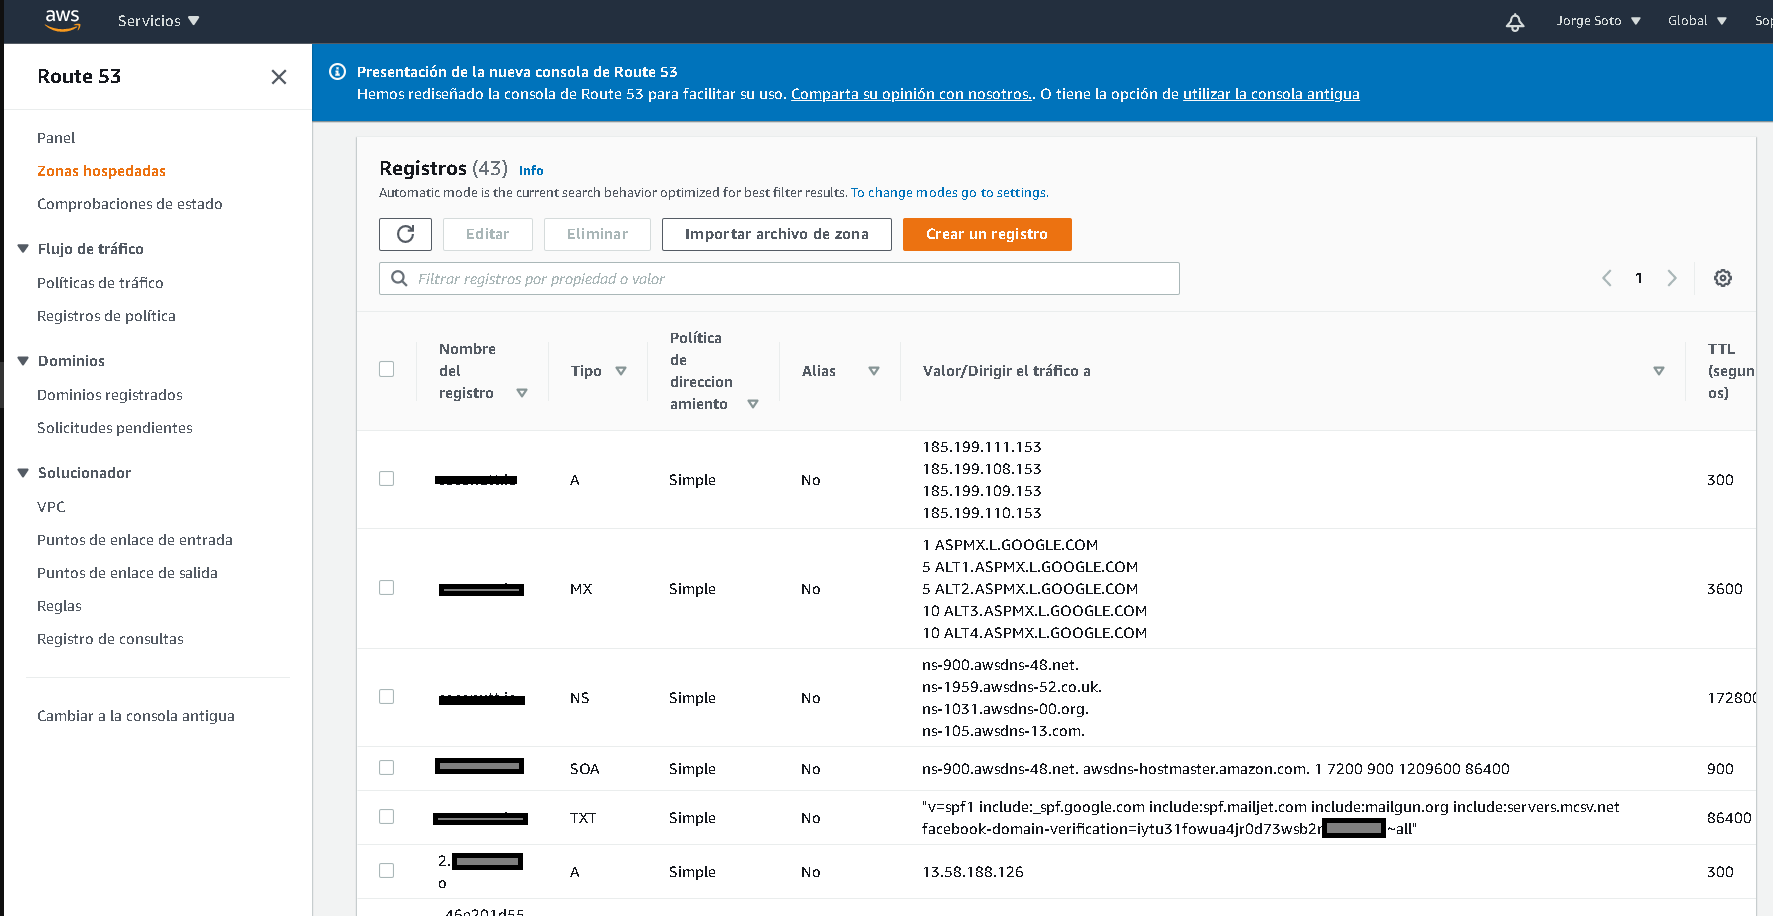 aws
Servicios
Jorge Soto
Global
Sop
Route 53
Presentación de la nueva consola de Route 53
Hemos rediseñado la consola de Route 53 para facilitar su uso. Comparta su opinión con nosotros.. O tiene la opción de utilizar la consola antigua
Panel
Zonas hospedadas
Comprobaciones de estado
Flujo de tráfico
Políticas de tráfico
Registros de política
Dominios
Dominios registrados
Solicitudes pendientes
Solucionador
VPC
Puntos de enlace de entrada
Puntos de enlace de salida
Reglas
Registro de consultas
Cambiar a la consola antigua
Registros (43) Info
Automatic mode is the current search behavior optimized for best filter results. To change modes go to settings.
Editar
Eliminar
Importar archivo de zona
Crear un registro
Filtrar registros por propiedad o valor
1
Nombre
del
registro
Tipo
Política
de
direccion
amiento
Alias
Valor/Dirigir el tráfico a
TTL
(segun
os)
A
Simple
No
185.199.111.153
185.199.108.153
185.199.109.153
185.199.110.153
300
MX
Simple
No
1 ASPMX.L.GOOGLE.COM
5 ALT1.ASPMX.L.GOOGLE.COM
5 ALT2.ASPMX.L.GOOGLE.COM
10 ALT3.ASPMX.L.GOOGLE.COM
10 ALT4.ASPMX.L.GOOGLE.COM
3600
NS
Simple
No
ns-900.awsdns-48.net.
ns-1959.awsdns-52.co.uk.
ns-1031.awsdns-00.org.
ns-105.awsdns-13.com.
172800
SOA
Simple
No
ns-900.awsdns-48.net. awsdns-hostmaster.amazon.com. 1 7200 900 1209600 86400
900
TXT
Simple
No
"v=spf1 include:_spf.google.com include:spf.mailjet.com include:mailgun.org include:servers.mcsv.net
facebook-domain-verification=iytu31fowua4jr0d73wsb2r ~all"
86400
2.
o
A
Simple
No
13.58.188.126
300